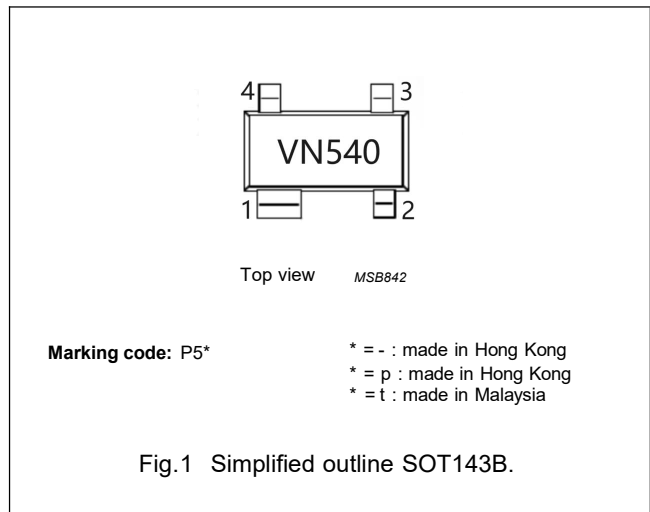 4 3
VN540
1 2
Top view MSB842
Marking code: P5*
* = - : made in Hong Kong
* = p : made in Hong Kong
* = t : made in Malaysia
Fig.1 Simplified outline SOT143B.